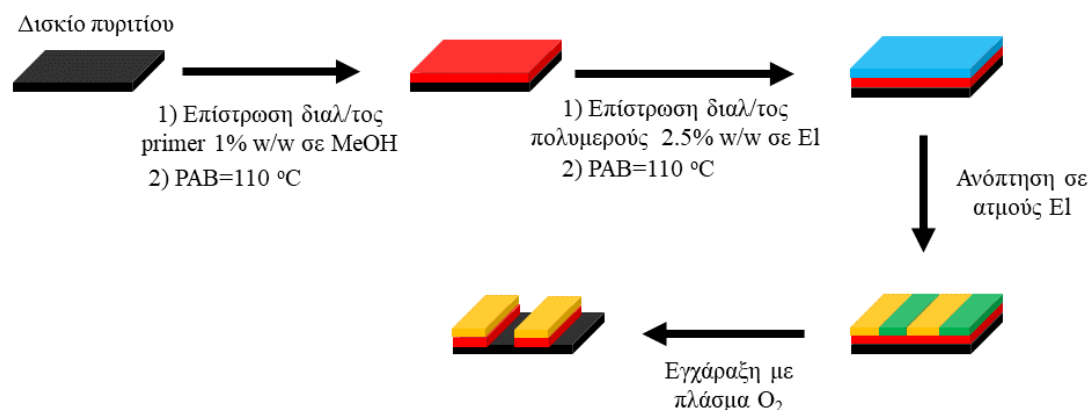 Δισκίο πυριτίου
1) Επίστρωση διαλ/τος
primer 1% w/w σε MeOH
2) PAB=110 °C
1) Επίστρωση διαλ/τος
πολυμερούς 2.5% w/w σε El
2) PAB=110 °C
Ανόπτηση σε
ατμούς El
Εγχάραξη με
πλάσμα O₂